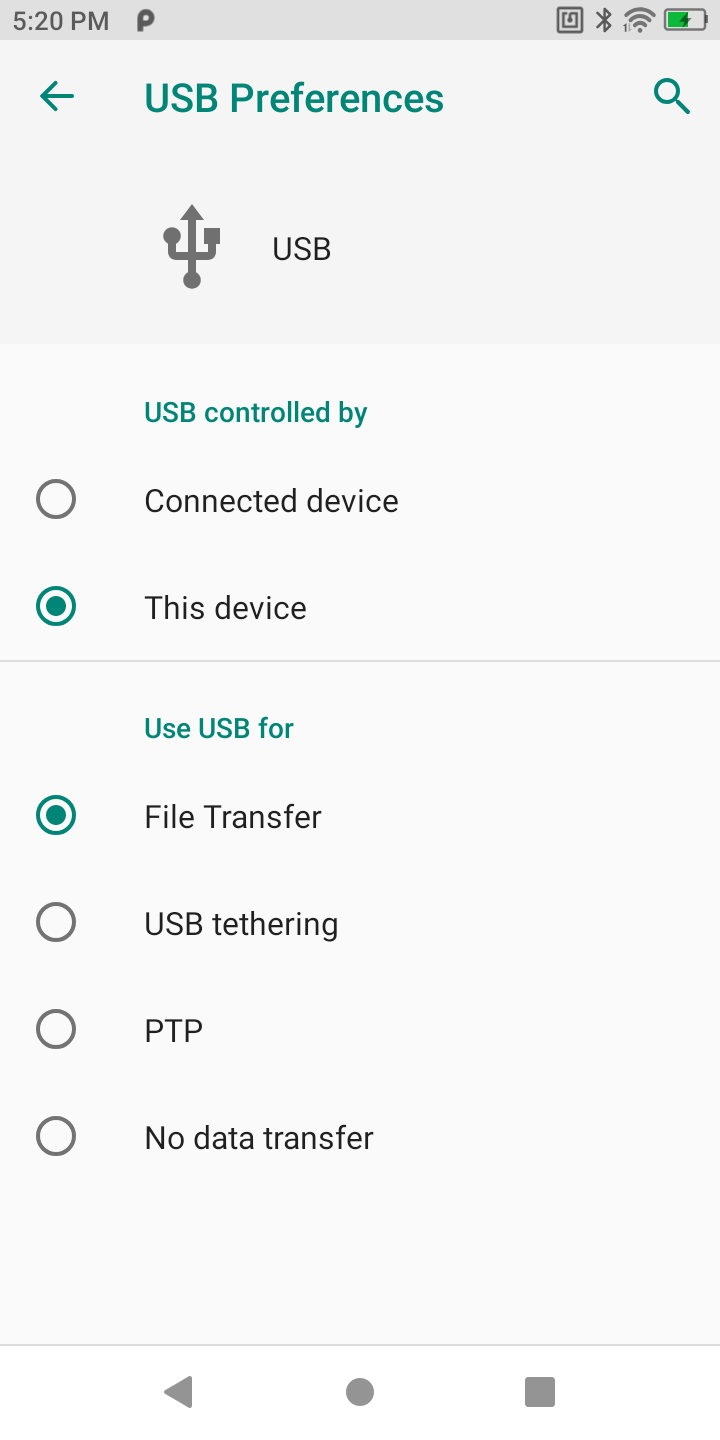 5:20 PM
USB Preferences
USB
USB controlled by
Connected device
This device
Use USB for
File Transfer
USB tethering
PTP
No data transfer